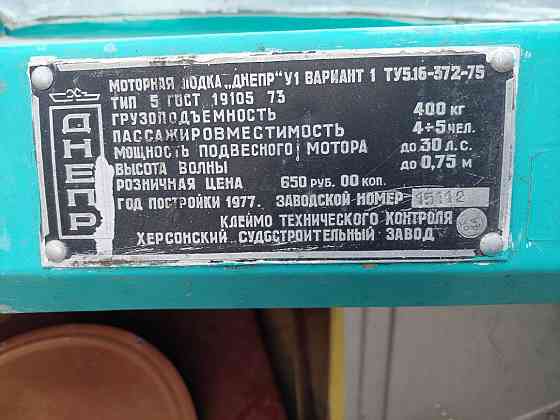 ДНЕПР
МОТОРНАЯ ЛОДКА „ДНЕПР“ У1 ВАРИАНТ 1 ТУ5.16-372-75
ТИП 5 ГОСТ 19105 73
ГРУЗОПОДЪЕМНОСТЬ 400 КГ
ПАССАЖИРОВМЕСТИМОСТЬ 4÷5 ЧЕЛ.
МОЩНОСТЬ ПОДВЕСНОГО МОТОРА ДО 30 Л.С.
ВЫСОТА ВОЛНЫ ДО 0,75 М
РОЗНИЧНАЯ ЦЕНА 650 РУБ. 00 КОП.
ГОД ПОСТРОЙКИ 1977. ЗАВОДСКОЙ НОМЕР 15112
КЛЕЙМО ТЕХНИЧЕСКОГО КОНТРОЛЯ
ХЕРСОНСКИЙ СУДОСТРОИТЕЛЬНЫЙ ЗАВОД